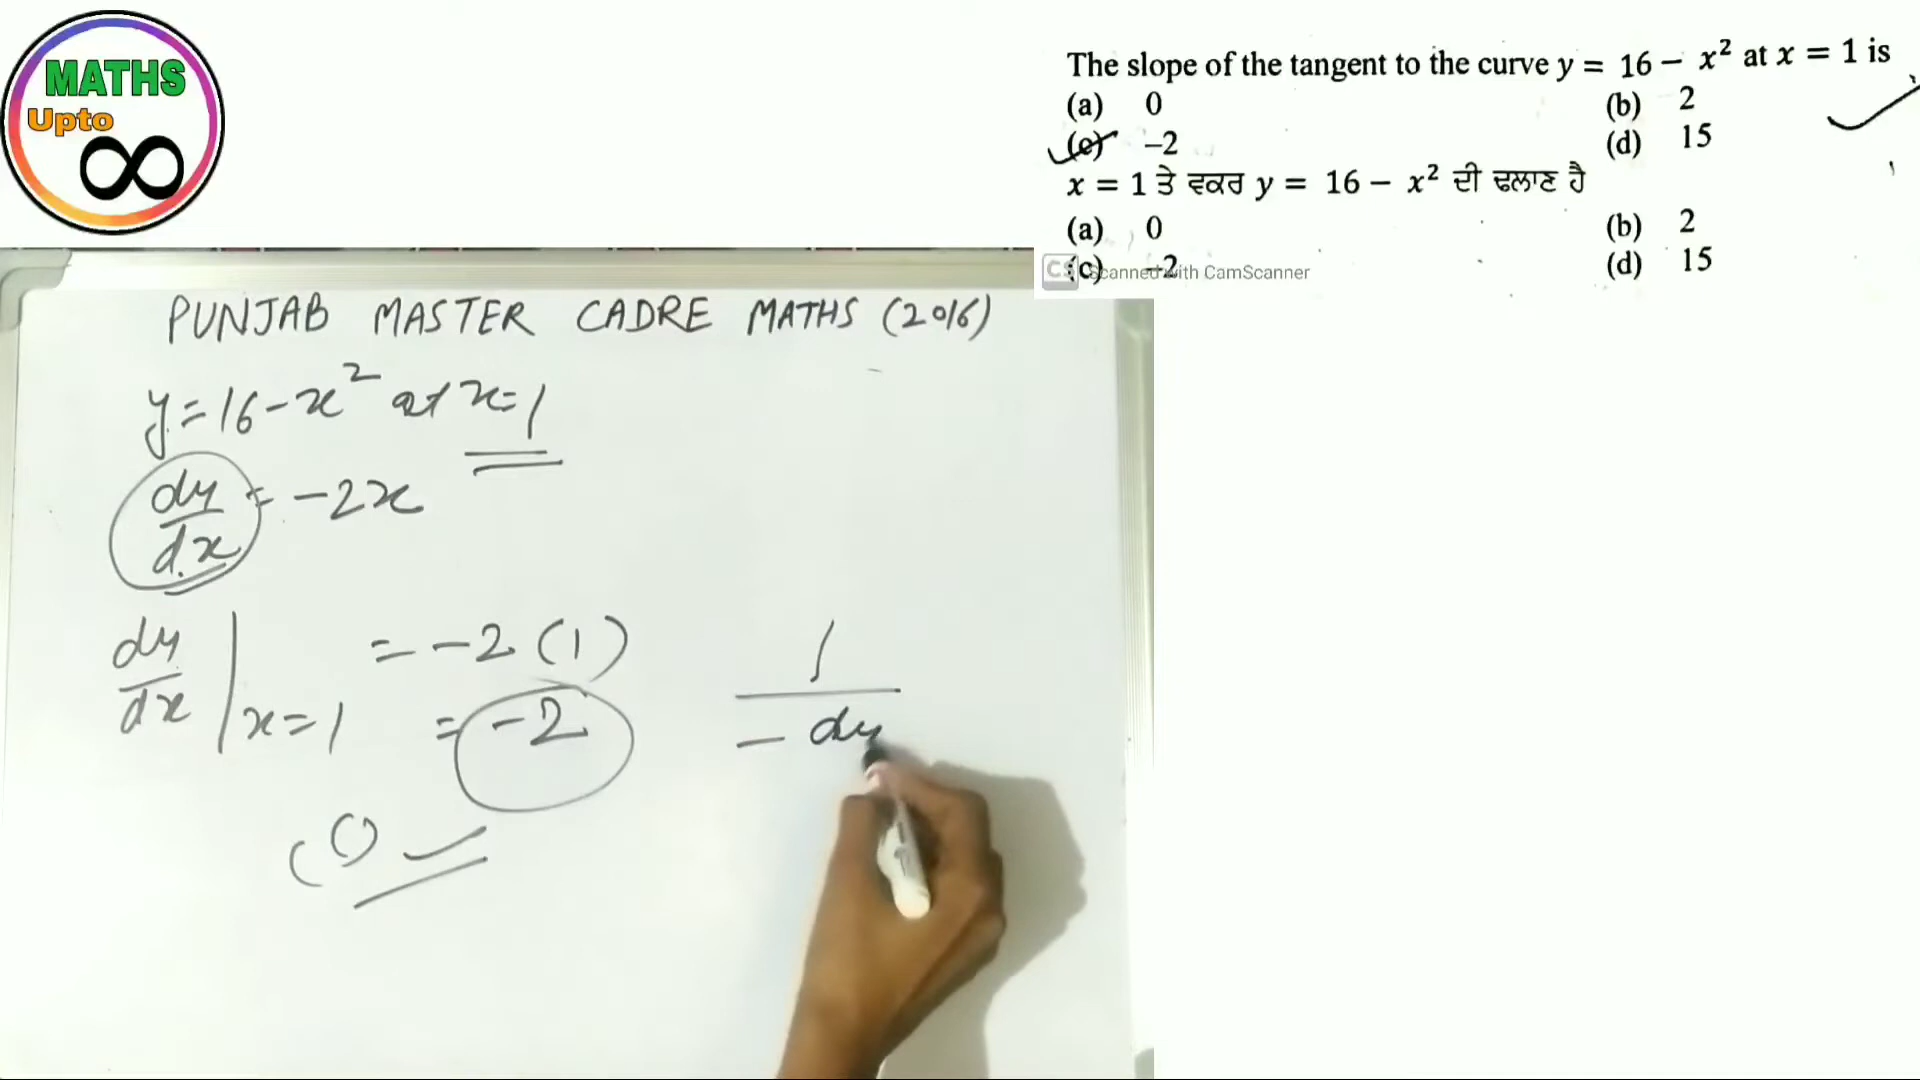 MATHS
Upto
The slope of the tangent to the curve y = 16 − x² at x = 1 is
(a) 0 (b) 2
(c) −2 (d) 15
x = 1 ਤੇ ਵਕਰ y = 16 − x² ਦੀ ਢਲਾਣ ਹੈ
(a) 0 (b) 2
(c) −2 (d) 15
CS Scanned with CamScanner
PUNJAB MASTER CADRE MATHS (2016)
y = 16 - x² at x = 1
dy/dx = -2x
dy/dx | x = 1 = -2 (1)
= -2
1
- dy